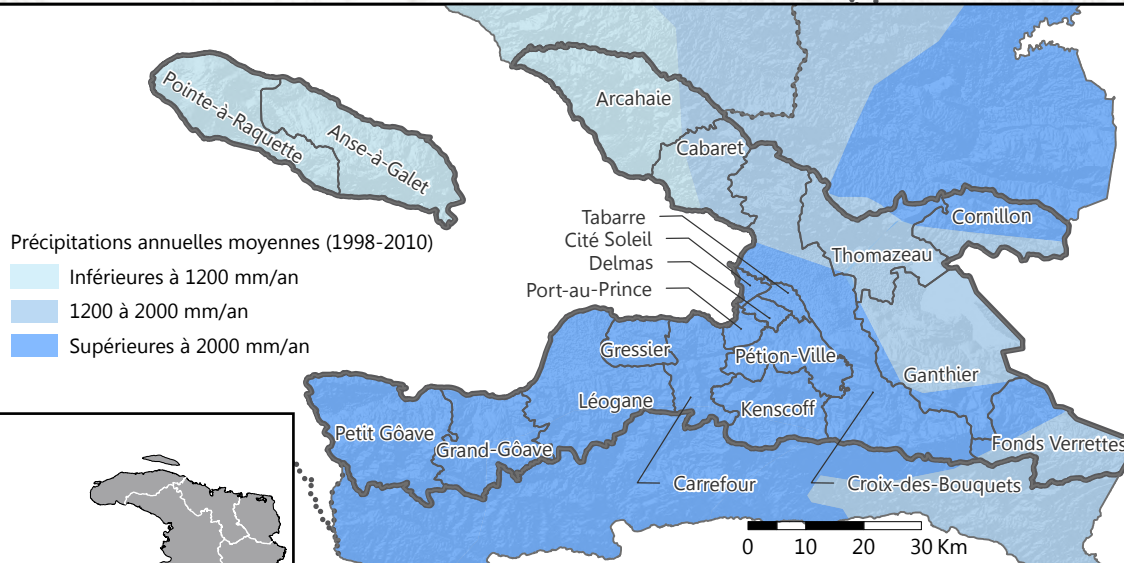 Pointe-à-Raquette
Anse-à-Galet
Arcahaie
Cabaret
Cornillon
Thomazeau
Tabarre
Cité Soleil
Delmas
Port-au-Prince
Précipitations annuelles moyennes (1998-2010)
Inférieures à 1200 mm/an
1200 à 2000 mm/an
Supérieures à 2000 mm/an
Gressier
Pétion-Ville
Ganthier
Léogane
Kenscoff
Petit Gôave
Grand-Gôave
Fonds Verrettes
Carrefour
Croix-des-Bouquets
0 10 20 30 Km